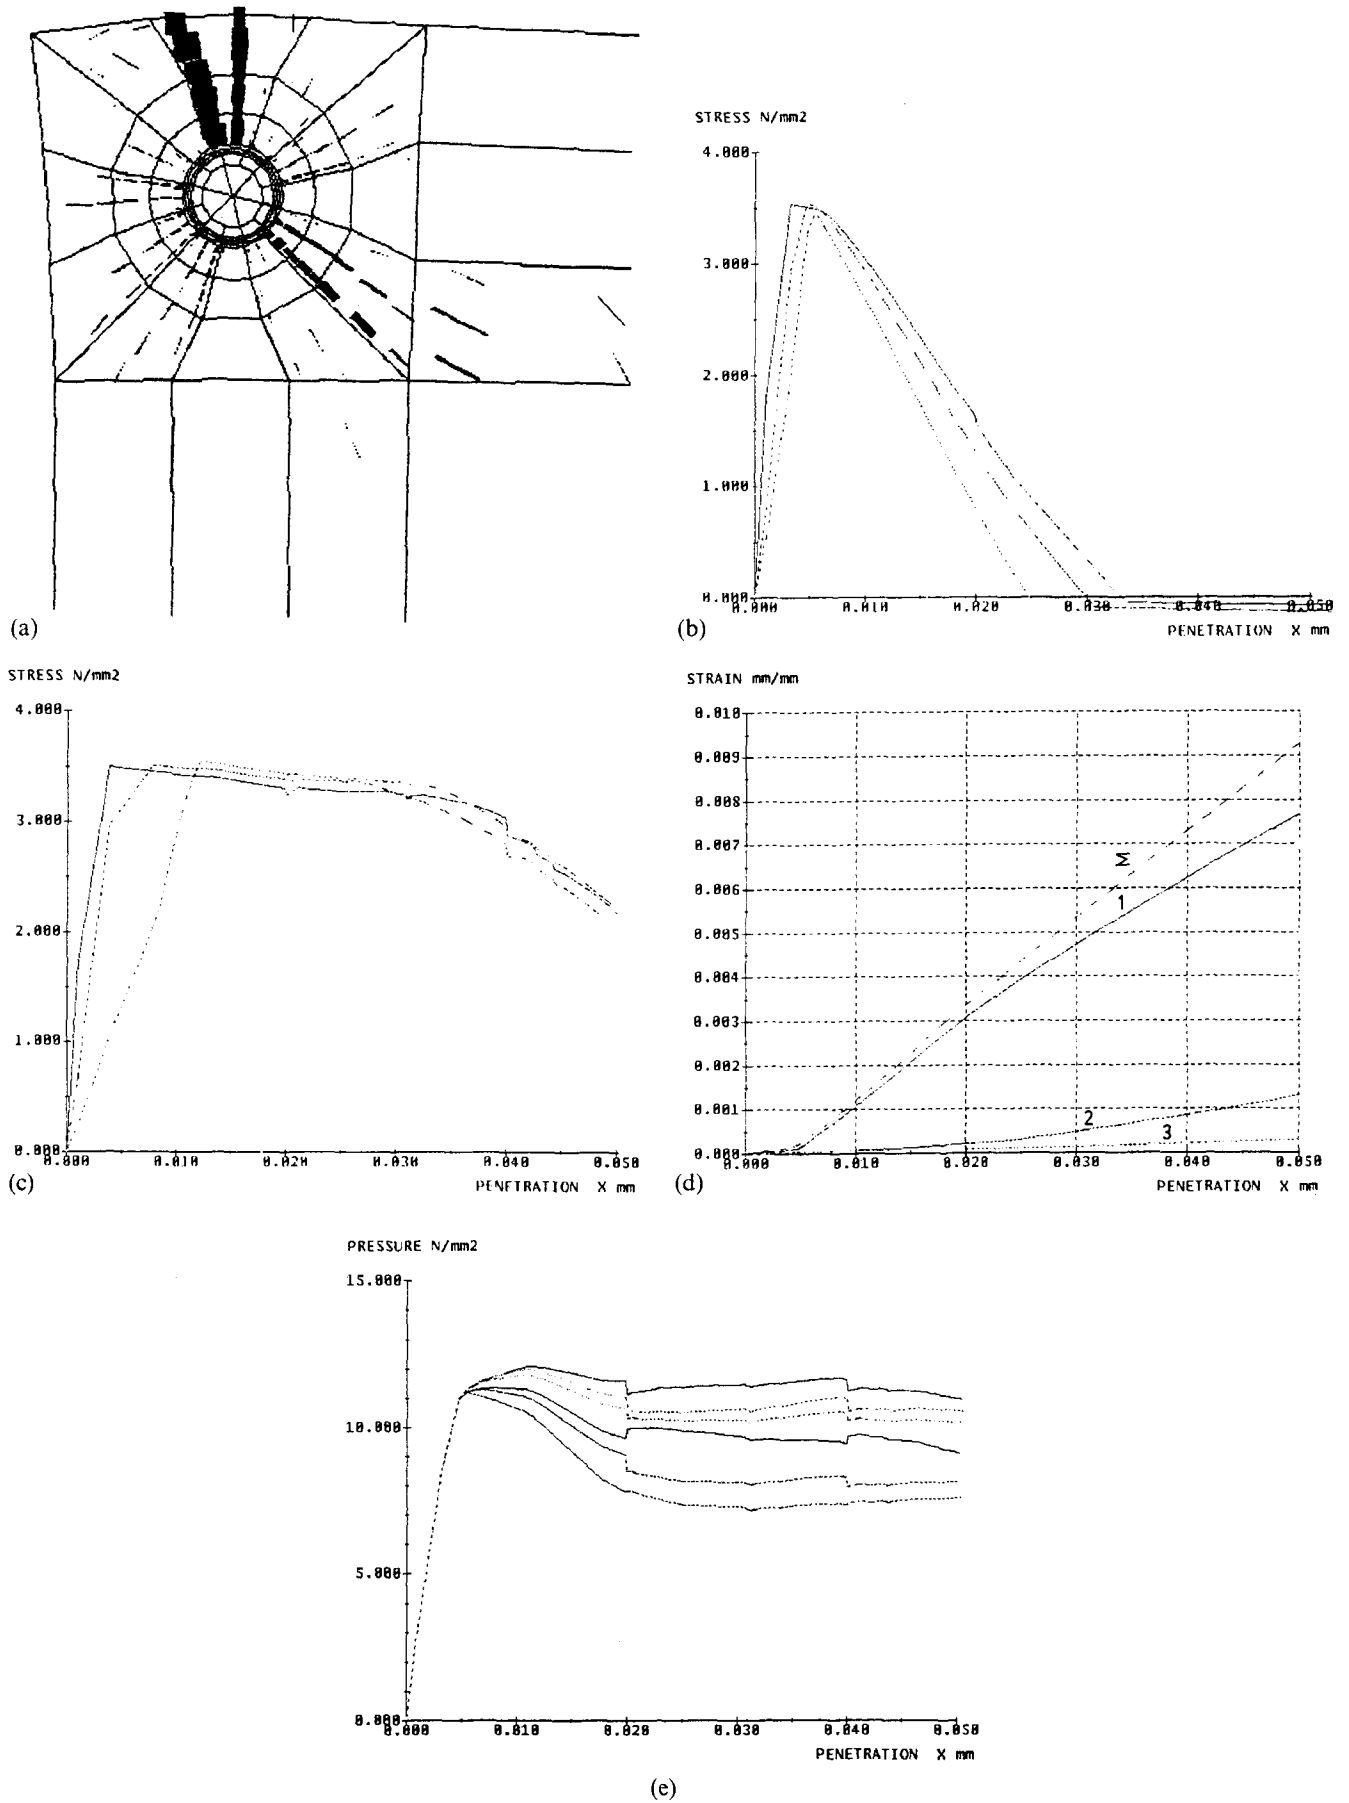 (a)
STRESS N/mm2
4.000
3.000
2.000
1.000
0.000
0.000 0.010 0.020 0.030 0.040 0.050
PENETRATION X mm
(b)
STRESS N/mm2
4.000
3.000
2.000
1.000
0.000
0.000 0.010 0.020 0.030 0.040 0.050
PENETRATION X mm
(c)
STRAIN mm/mm
0.010
0.009
0.008
0.007
0.006
0.005
0.004
0.003
0.002
0.001
0.000
Σ
1
2
3
0.000 0.010 0.020 0.030 0.040 0.050
PENETRATION X mm
(d)
PRESSURE N/mm2
15.000
10.000
5.000
0.000
0.000 0.010 0.020 0.030 0.040 0.050
PENETRATION X mm
(e)